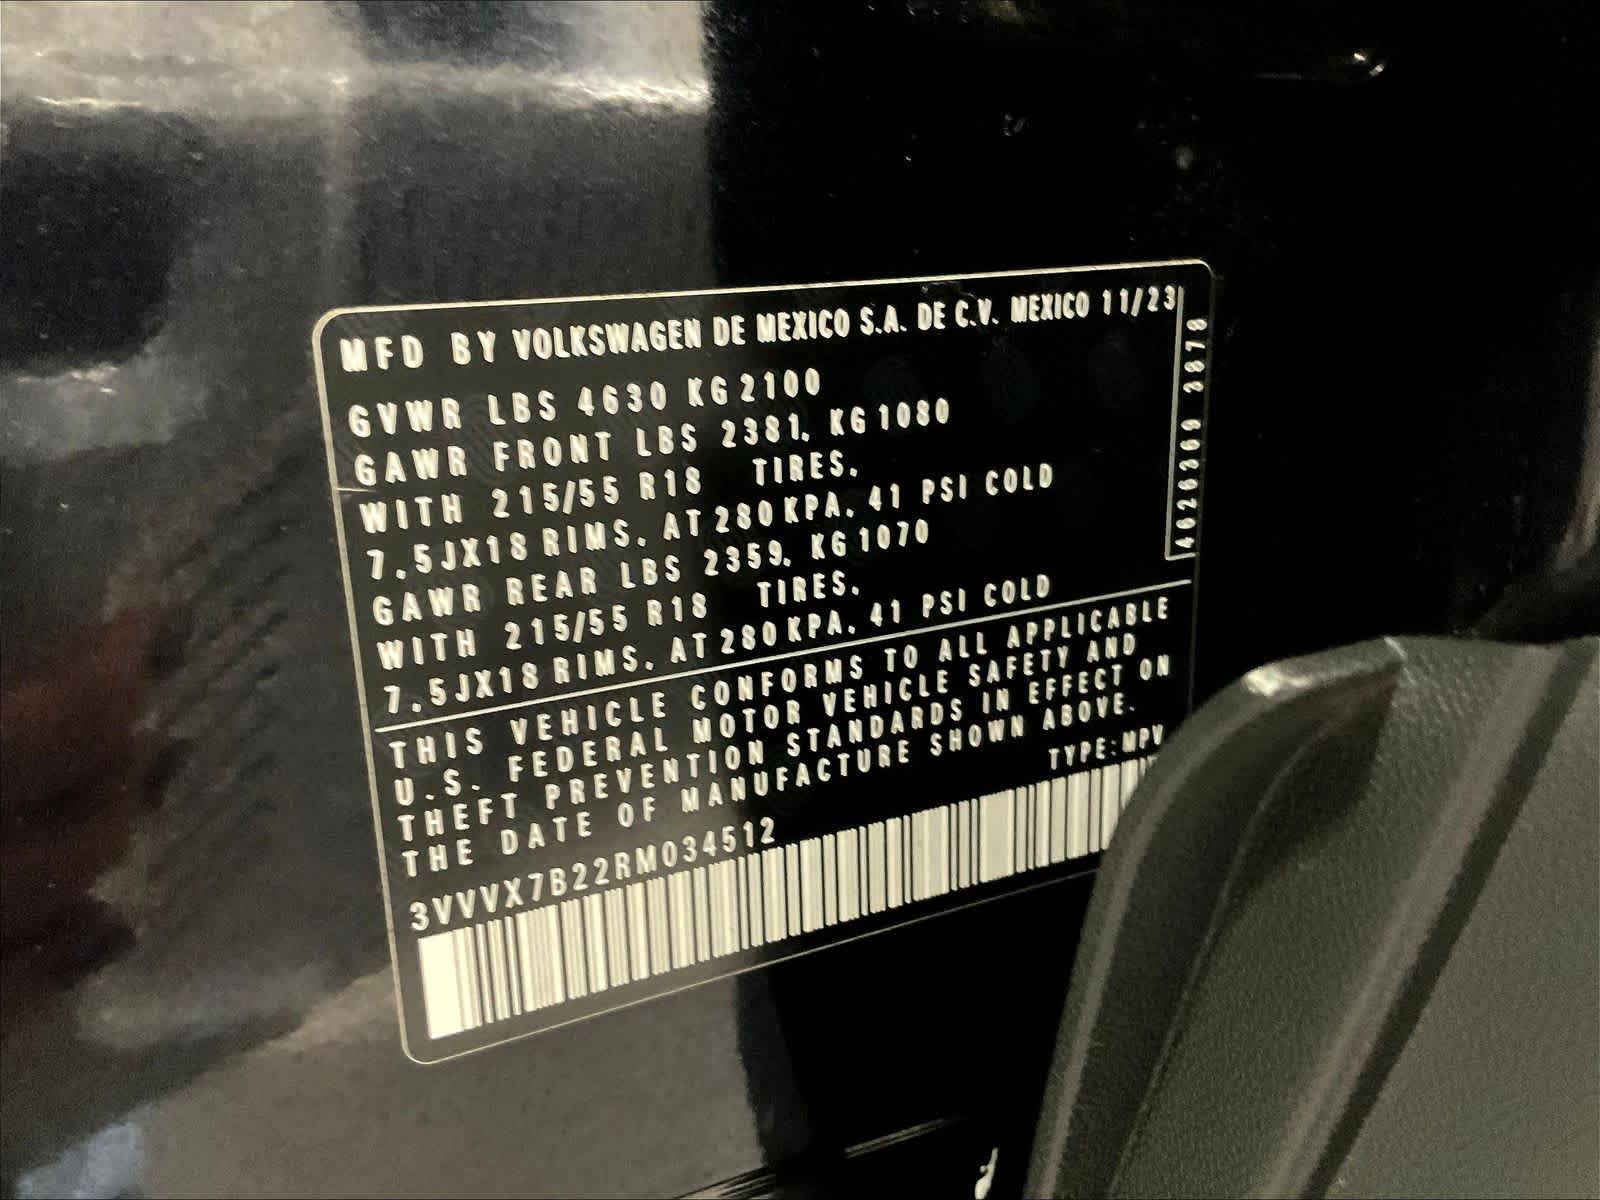 MFD BY VOLKSWAGEN DE MEXICO S.A. DE C.V. MEXICO 11/23
GVWR LBS 4630 KG 2100
GAWR FRONT LBS 2381. KG 1080
WITH 215/55 R18 TIRES.
7.5JX18 RIMS. AT 280 KPA. 41 PSI COLD
GAWR REAR LBS 2359. KG 1070
WITH 215/55 R18 TIRES.
7.5JX18 RIMS. AT 280 KPA. 41 PSI COLD
4626369 3878
THIS VEHICLE CONFORMS TO ALL APPLICABLE
U.S. FEDERAL MOTOR VEHICLE SAFETY AND
THEFT PREVENTION STANDARDS IN EFFECT ON
THE DATE OF MANUFACTURE SHOWN ABOVE.
TYPE: MPV
3VVVX7B22RM034512